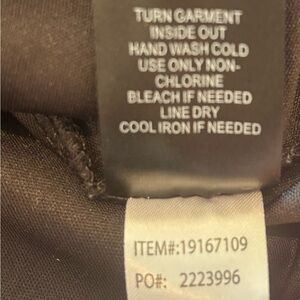 TURN GARMENT
INSIDE OUT
HAND WASH COLD
USE ONLY NON-
CHLORINE
BLEACH IF NEEDED
LINE DRY
COOL IRON IF NEEDED
ITEM#:19167109
PO#: 2223996